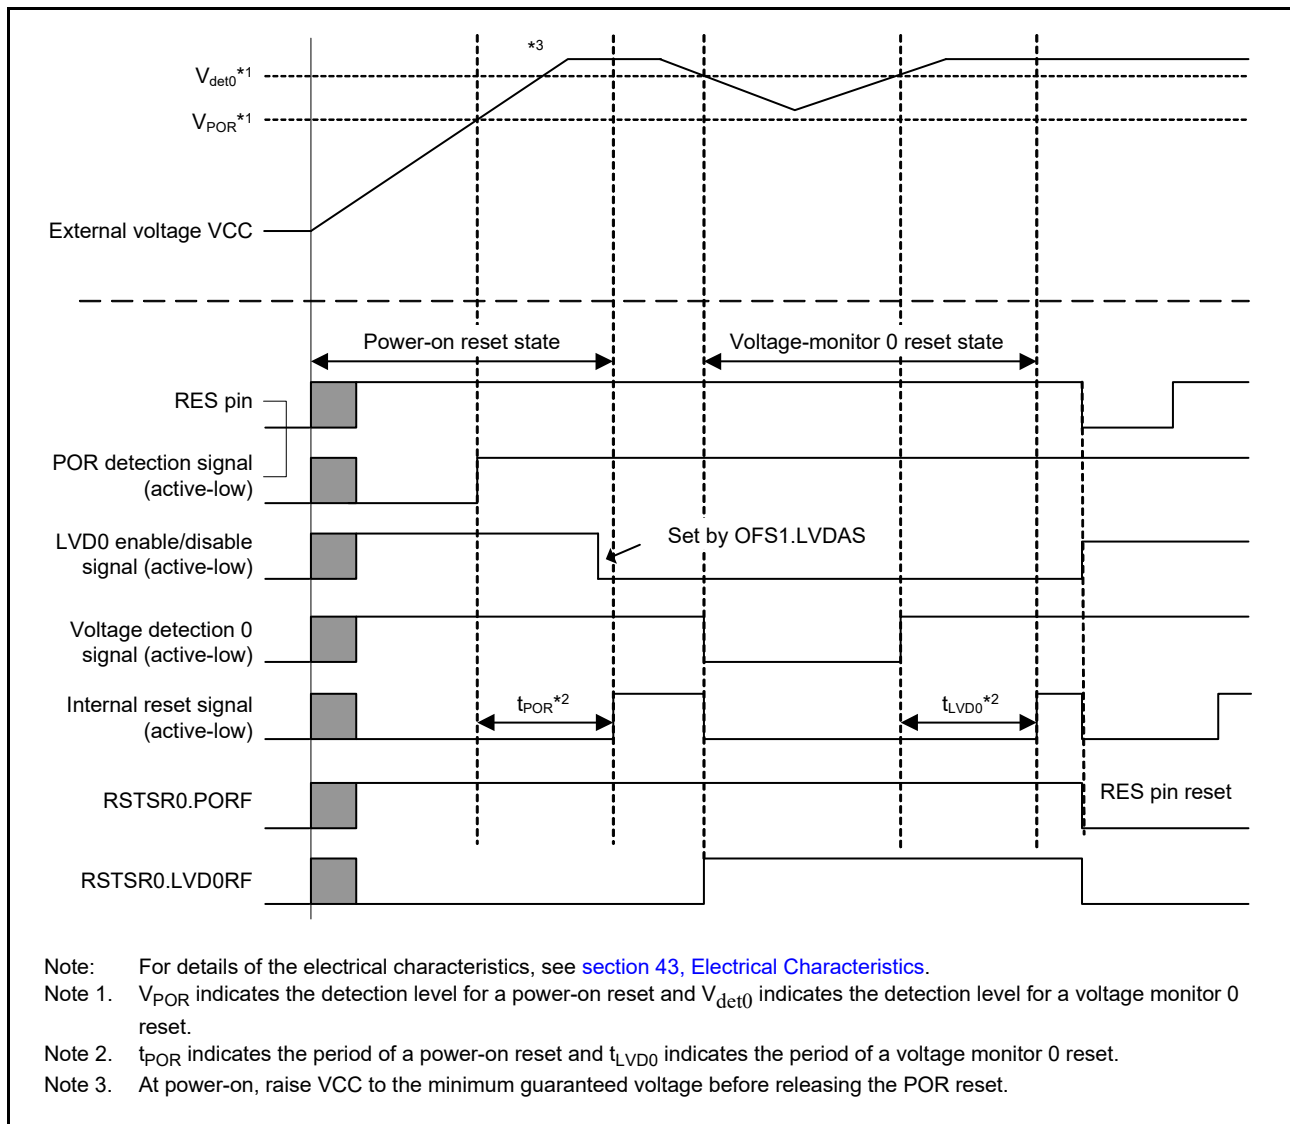 *3
Vdet0*1
VPOR*1
External voltage VCC
Power-on reset state
Voltage-monitor 0 reset state
RES pin
POR detection signal
(active-low)
LVD0 enable/disable
signal (active-low)
Set by OFS1.LVDAS
Voltage detection 0
signal (active-low)
Internal reset signal
(active-low)
tPOR*2
tLVD0*2
RSTSR0.PORF
RES pin reset
RSTSR0.LVD0RF
Note: For details of the electrical characteristics, see section 43, Electrical Characteristics.
Note 1. VPOR indicates the detection level for a power-on reset and Vdet0 indicates the detection level for a voltage monitor 0
reset.
Note 2. tPOR indicates the period of a power-on reset and tLVD0 indicates the period of a voltage monitor 0 reset.
Note 3. At power-on, raise VCC to the minimum guaranteed voltage before releasing the POR reset.